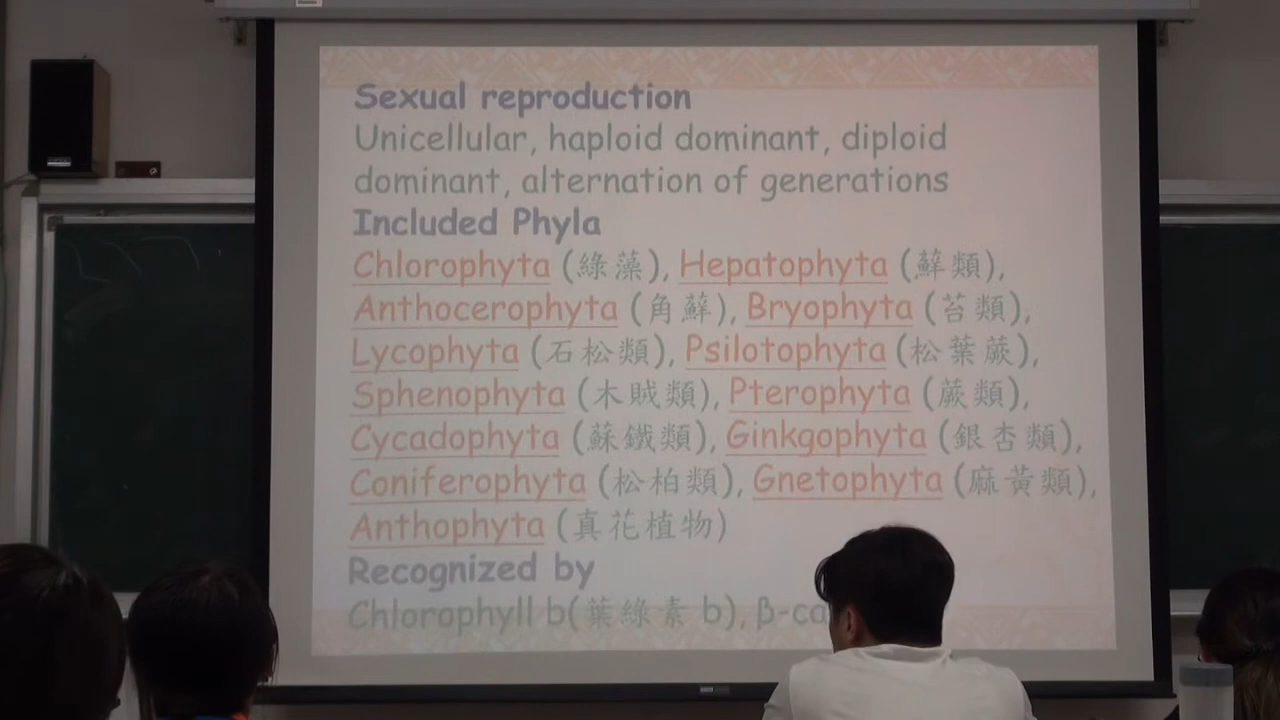 Sexual reproduction
Unicellular, haploid dominant, diploid
dominant, alternation of generations
Included Phyla
Chlorophyta (綠藻), Hepatophyta (蘚類),
Anthocerophyta (角蘚), Bryophyta (苔類),
Lycophyta (石松類), Psilotophyta (松葉蕨),
Sphenophyta (木賊類), Pterophyta (蕨類),
Cycadophyta (蘇鐵類), Ginkgophyta (銀杏類),
Coniferophyta (松柏類), Gnetophyta (麻黃類),
Anthophyta (真花植物)
Recognized by
Chlorophyll b(葉綠素 b), β-ca